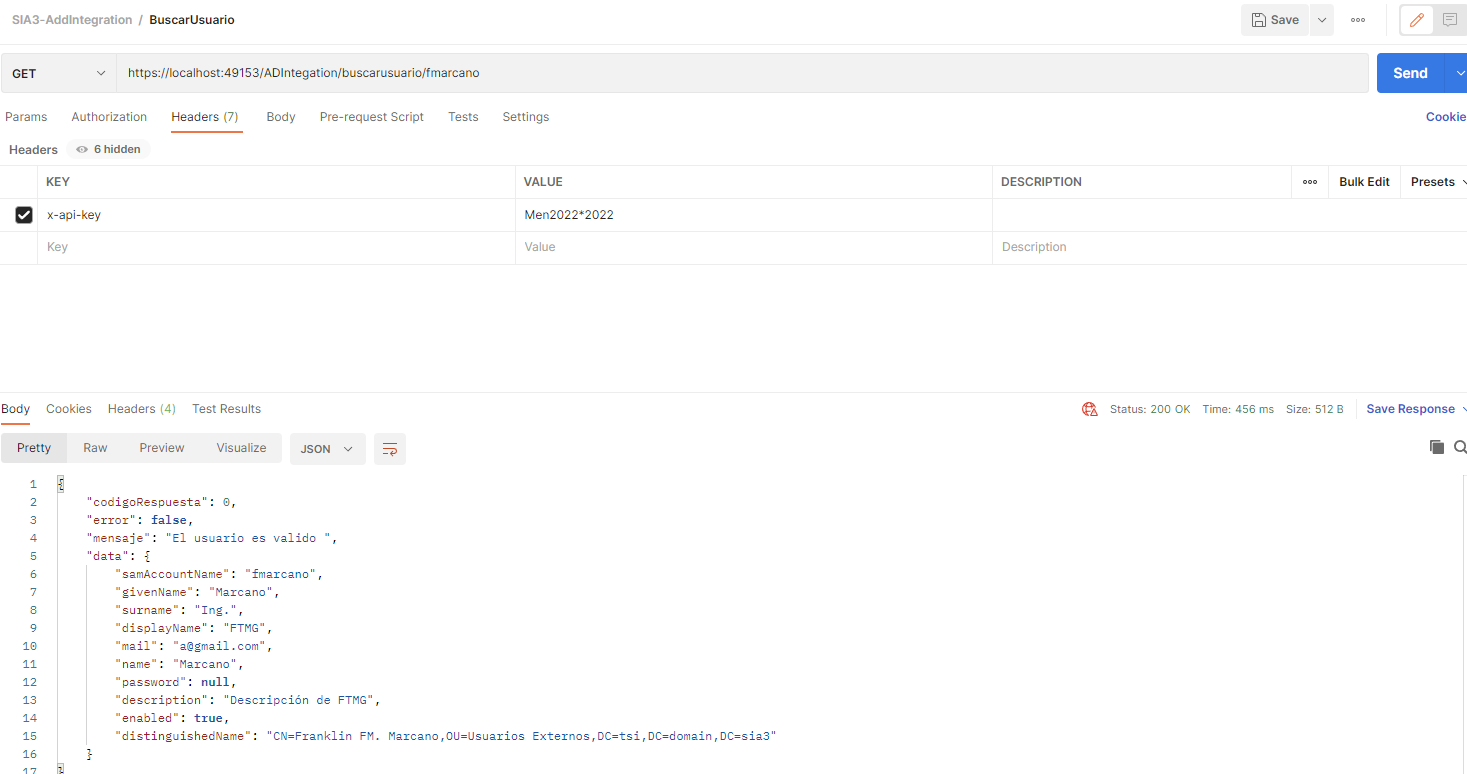 SIA3-AddIntegration / BuscarUsuario
Save
GET
https://localhost:49153/ADIntegation/buscarusuario/fmarcano
Send
Params Authorization Headers (7) Body Pre-request Script Tests Settings
Cookie
Headers 6 hidden
KEY VALUE DESCRIPTION
Bulk Edit Presets
x-api-key Men2022*2022
Key Value Description
Body Cookies Headers (4) Test Results
Status: 200 OK Time: 456 ms Size: 512 B
Save Response
Pretty Raw Preview Visualize JSON
1 {
2 "codigoRespuesta": 0,
3 "error": false,
4 "mensaje": "El usuario es valido ",
5 "data": {
6 "samAccountName": "fmarcano",
7 "givenName": "Marcano",
8 "surname": "Ing.",
9 "displayName": "FTMG",
10 "mail": "a@gmail.com",
11 "name": "Marcano",
12 "password": null,
13 "description": "Descripción de FTMG",
14 "enabled": true,
15 "distinguishedName": "CN=Franklin FM. Marcano,OU=Usuarios Externos,DC=tsi,DC=domain,DC=sia3"
16 }
17 }